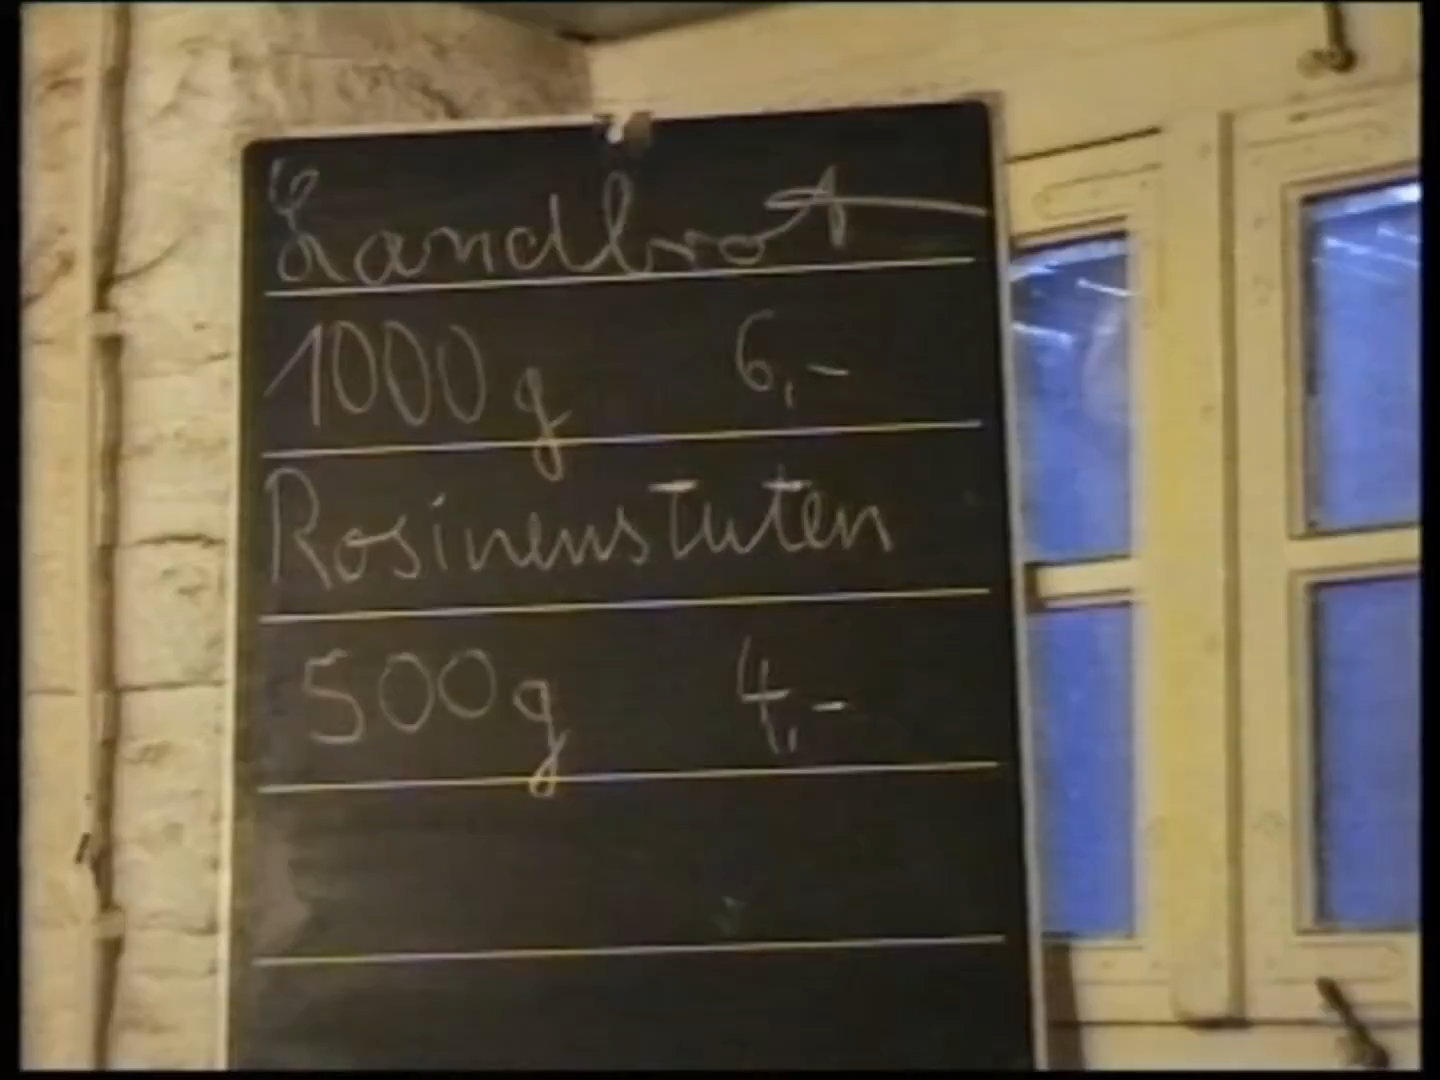 Landbrot
1000 g 6,-
Rosinenstuten
500 g 4,-